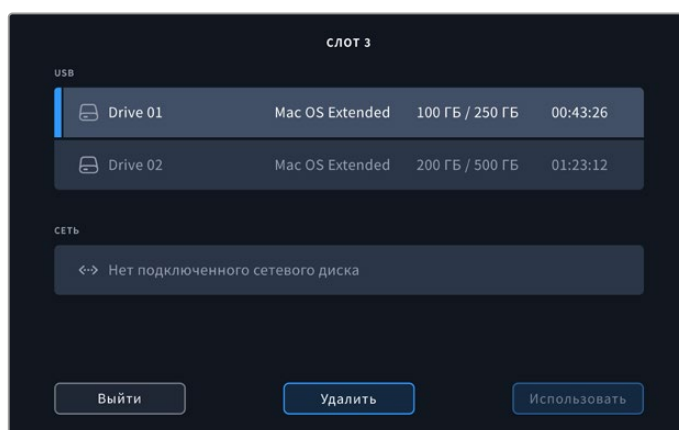 СЛОТ 3
USB
Drive 01 Mac OS Extended 100 ГБ / 250 ГБ 00:43:26
Drive 02 Mac OS Extended 200 ГБ / 500 ГБ 01:23:12
СЕТЬ
<··> Нет подключенного сетевого диска
Выйти Удалить Использовать